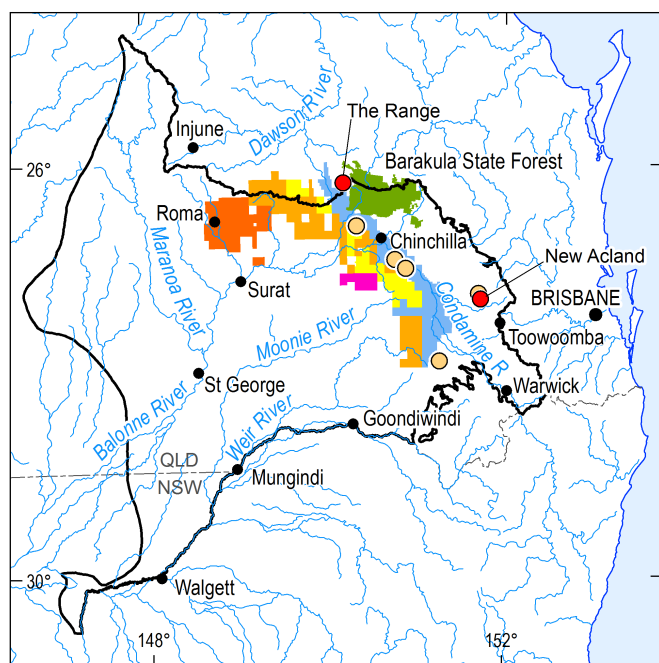 The Range
Injune
Dawson River
Barakula State Forest
26°
Roma
Chinchilla
New Acland
Maranoa River
Surat
BRISBANE
Condamine R
Toowoomba
Moonie River
St George
Warwick
Balonne River
Weir River
Goondiwindi
QLD
NSW
Mungindi
30°
Walgett
148°
152°